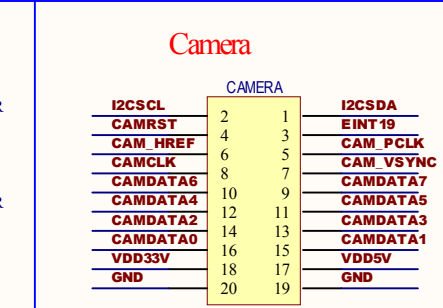 Camera
CAMERA
I2CSCL 2 1 I2CSDA
CAMRST 4 3 EINT19
CAM_HREF 6 5 CAM_PCLK
CAMCLK 8 7 CAM_VSYNC
CAMDATA6 10 9 CAMDATA7
CAMDATA4 12 11 CAMDATA5
CAMDATA2 14 13 CAMDATA3
CAMDATA0 16 15 CAMDATA1
VDD33V 18 17 VDD5V
GND 20 19 GND